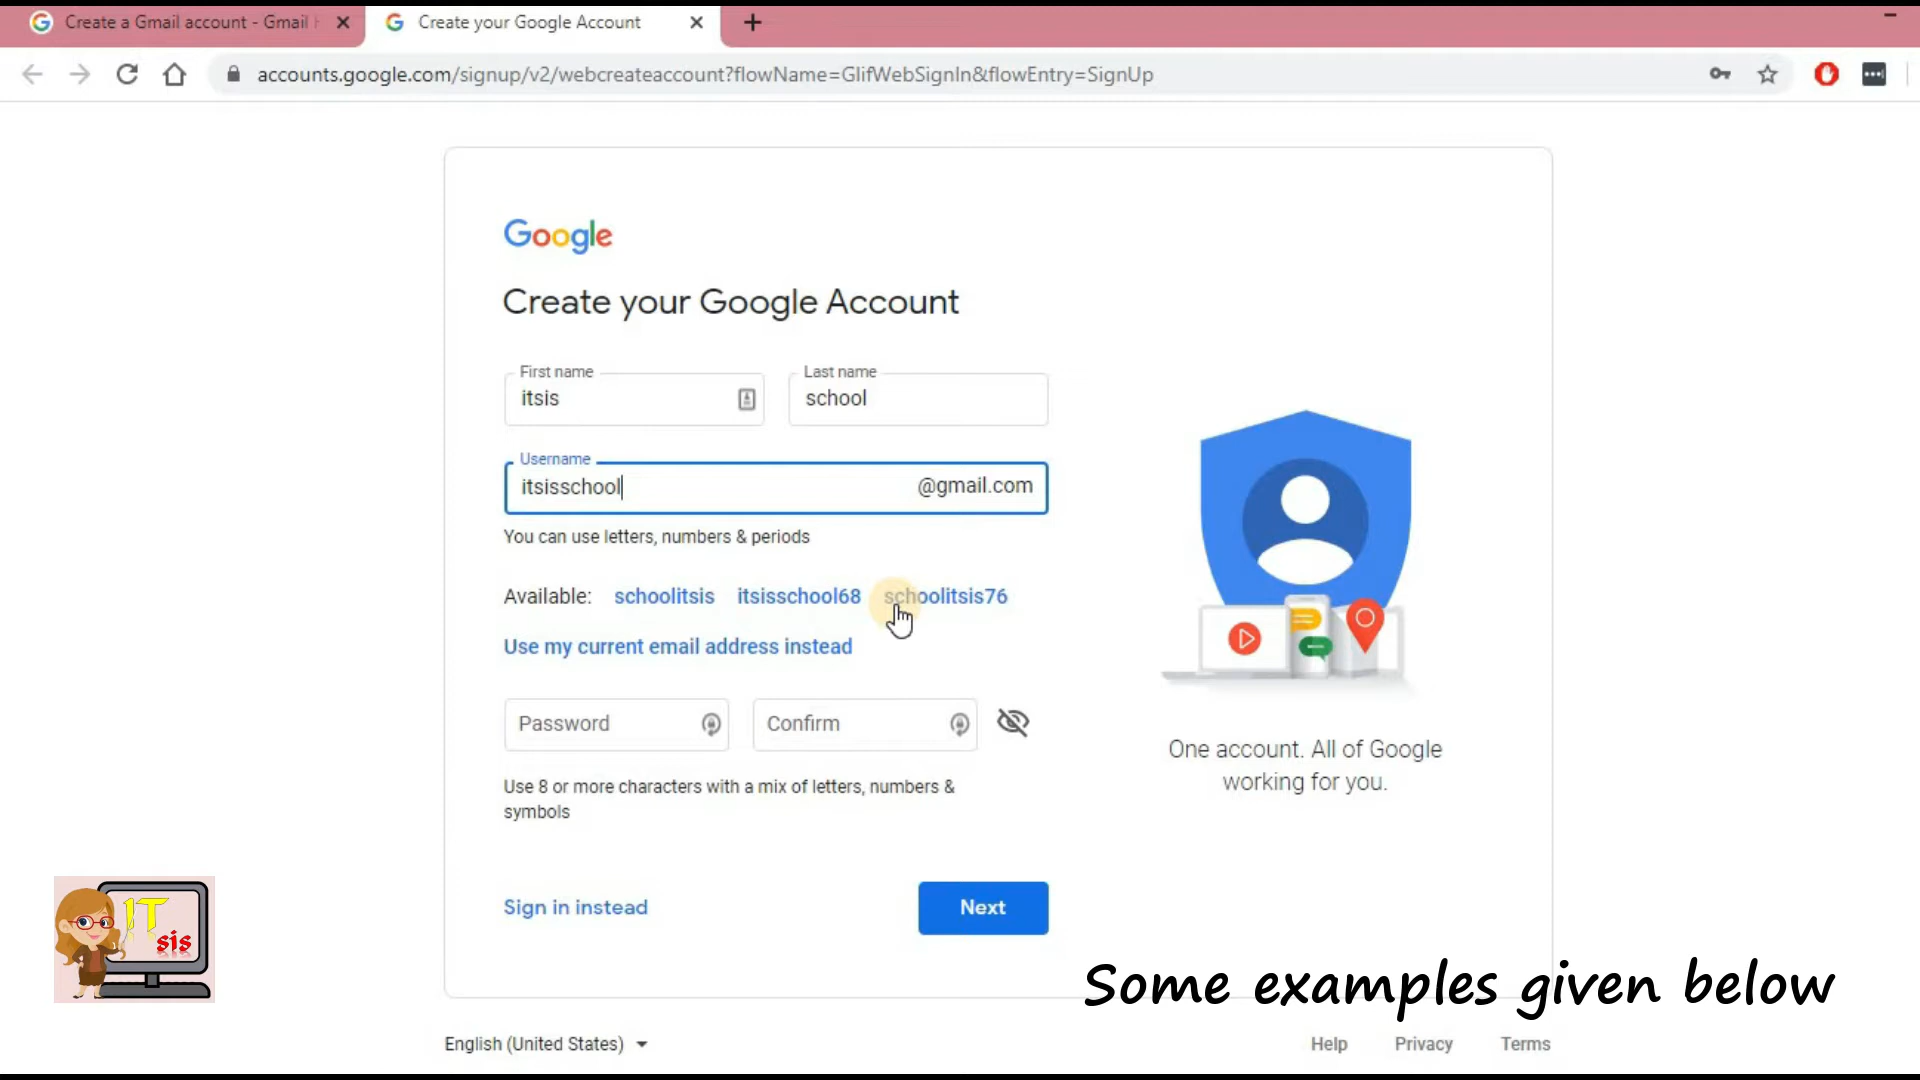 Create a Gmail account - Gmail
Create your Google Account
accounts.google.com/signup/v2/webcreateaccount?flowName=GlifWebSignIn&flowEntry=SignUp
Google
Create your Google Account
First name
Last name
itsis
school
Username
itsisschool
@gmail.com
You can use letters, numbers & periods
Available: schoolitsis itsisschool68 schoolitsis76
Use my current email address instead
Password
Confirm
Use 8 or more characters with a mix of letters, numbers &
symbols
One account. All of Google
working for you.
Sign in instead
Next
IT
sis
Some examples given below
English (United States)
Help
Privacy
Terms